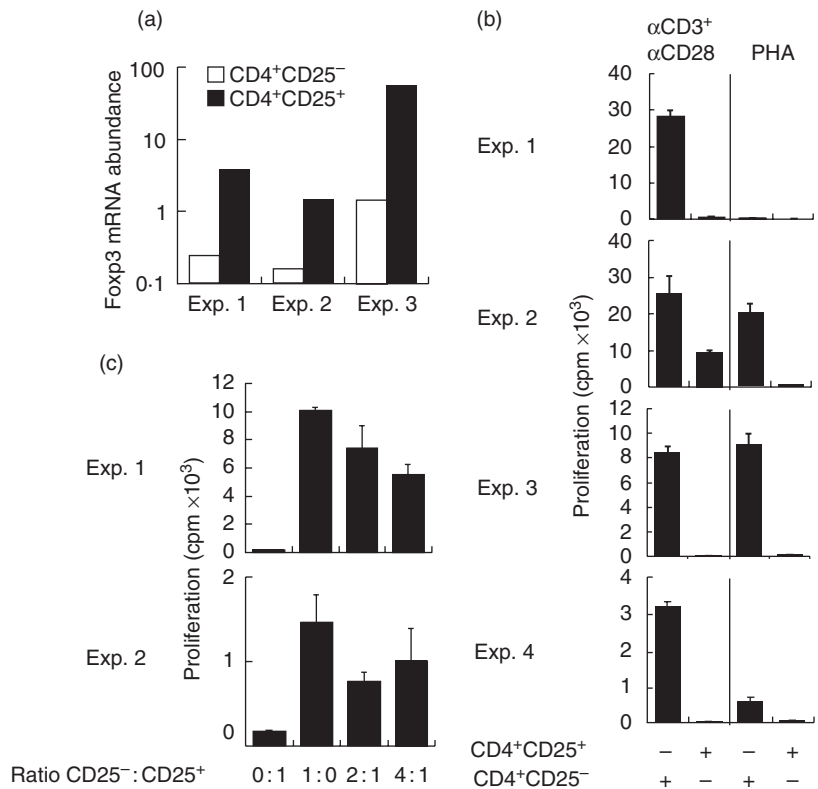 (a)
Foxp3 mRNA abundance
100
10
1
0·1
CD4⁺CD25⁻
CD4⁺CD25⁺
Exp. 1 Exp. 2 Exp. 3
(b)
αCD3⁺
αCD28 PHA
Proliferation (cpm ×10³)
Exp. 1
40
30
20
10
0
Exp. 2
40
30
20
10
0
Exp. 3
12
10
8
6
4
2
0
Exp. 4
4
3
2
1
0
CD4⁺CD25⁺ − + − +
CD4⁺CD25⁻ + − + −
(c)
Proliferation (cpm ×10³)
Exp. 1
12
10
8
6
4
2
0
Exp. 2
2
1
0
Ratio CD25⁻:CD25⁺ 0:1 1:0 2:1 4:1